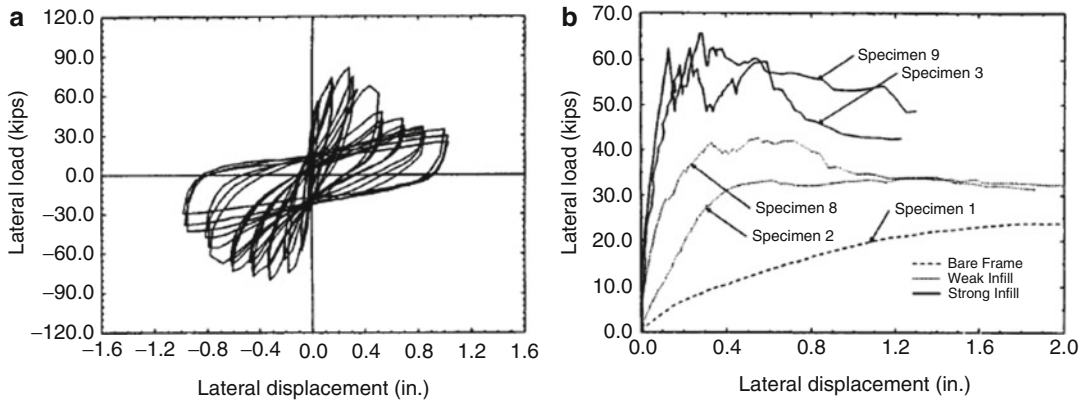 a
120.0
90.0
60.0
30.0
0.0
−30.0
−60.0
−90.0
−120.0
−1.6 −1.2 −0.8 −0.4 0.0 0.4 0.8 1.2 1.6
Lateral load (kips)
Lateral displacement (in.)
b
70.0
60.0
50.0
40.0
30.0
20.0
10.0
0.0
0.0 0.4 0.8 1.2 1.6 2.0
Lateral load (kips)
Lateral displacement (in.)
Specimen 9
Specimen 3
Specimen 8
Specimen 1
Specimen 2
Bare Frame
Weak Infill
Strong Infill